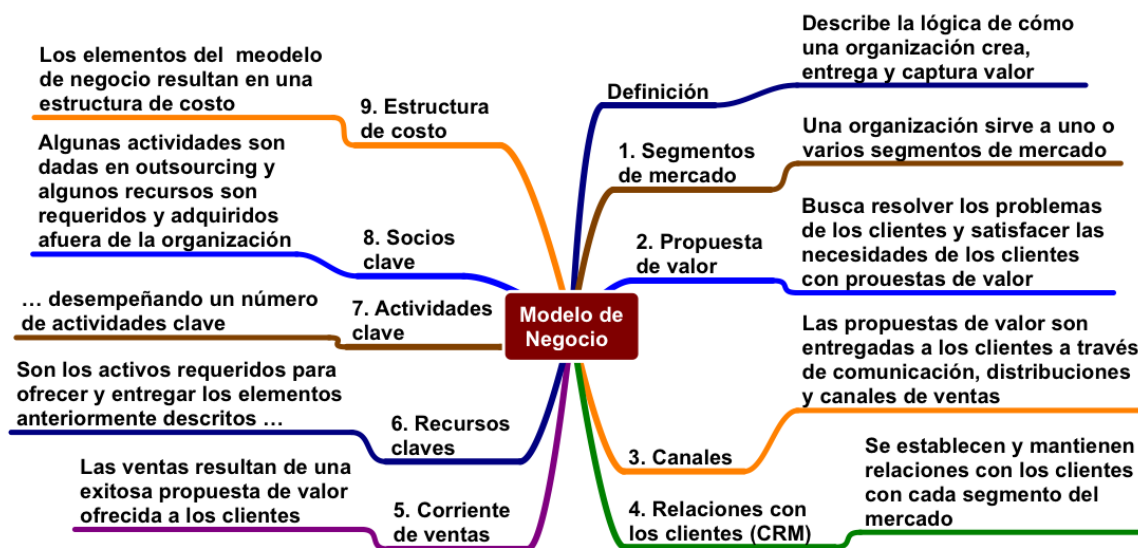 Modelo de
Negocio
Definición
Describe la lógica de cómo
una organización crea,
entrega y captura valor
1. Segmentos
de mercado
Una organización sirve a uno o
varios segmentos de mercado
2. Propuesta
de valor
Busca resolver los problemas
de los clientes y satisfacer las
necesidades de los clientes
con prouestas de valor
3. Canales
Las propuestas de valor son
entregadas a los clientes a través
de comunicación, distribuciones
y canales de ventas
4. Relaciones con
los clientes (CRM)
Se establecen y mantienen
relaciones con los clientes
con cada segmento del
mercado
5. Corriente
de ventas
Las ventas resultan de una
exitosa propuesta de valor
ofrecida a los clientes
6. Recursos
claves
Son los activos requeridos para
ofrecer y entregar los elementos
anteriormente descritos …
7. Actividades
clave
… desempeñando un número
de actividades clave
8. Socios
clave
Algunas actividades son
dadas en outsourcing y
algunos recursos son
requeridos y adquiridos
afuera de la organización
9. Estructura
de costo
Los elementos del  meodelo
de negocio resultan en una
estructura de costo